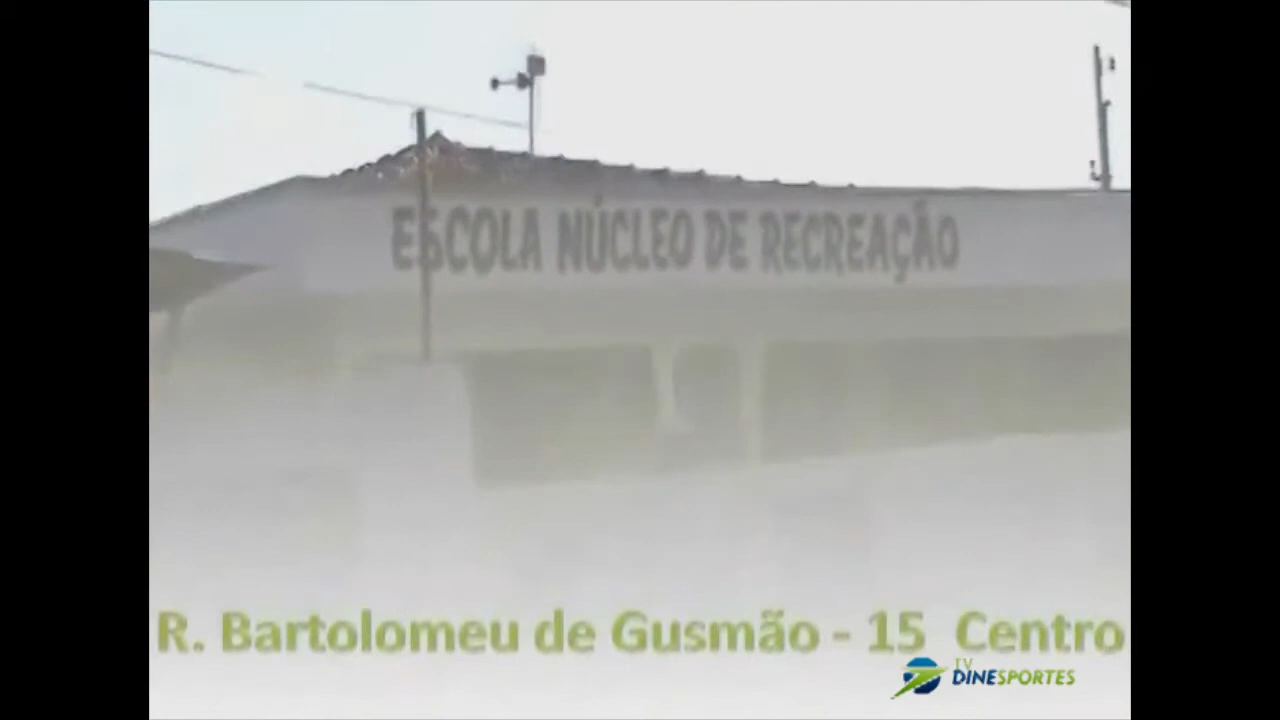 ESCOLA NÚCLEO DE RECREAÇÃO
R. Bartolomeu de Gusmão - 15 Centro
TV
DINESPORTES